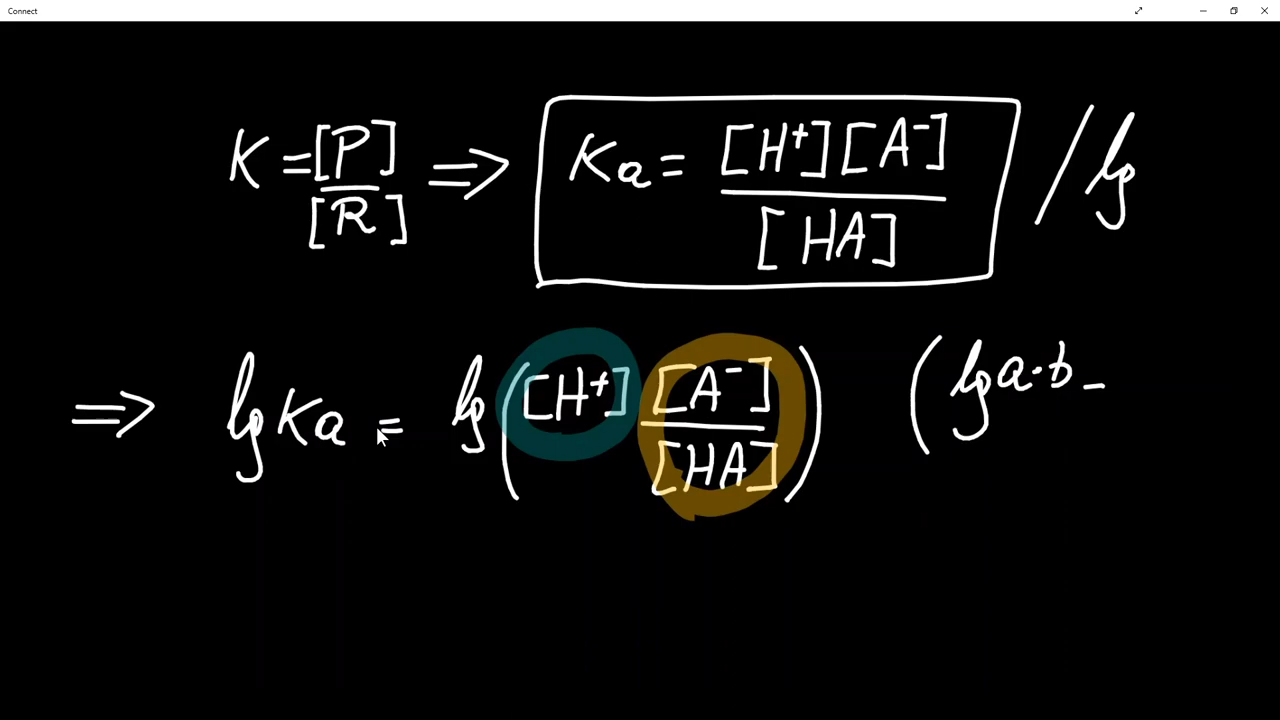 Connect
K = [P]/[R] ⇒ Ka = [H⁺][A⁻]/[HA] / lg
⇒ lg Ka = lg([H⁺] [A⁻]/[HA]) (lg a·b –